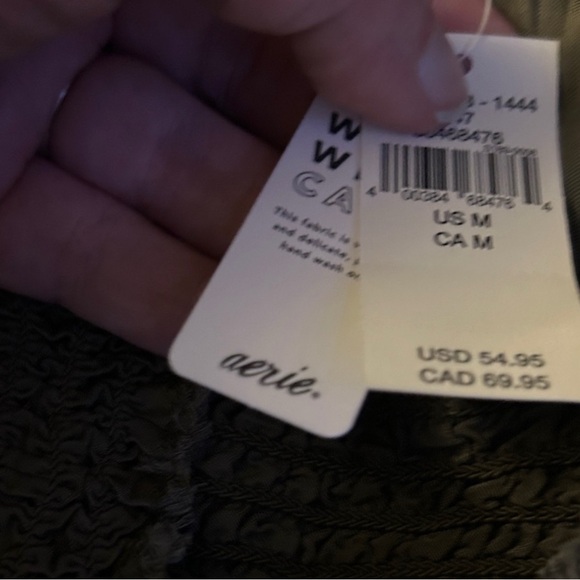 - 1444
468476
4 00384 68476 4
US M
CA M
USD 54.95
CAD 69.95
W
W
CA
This fabric is
and delicate,
hand wash
aerie.